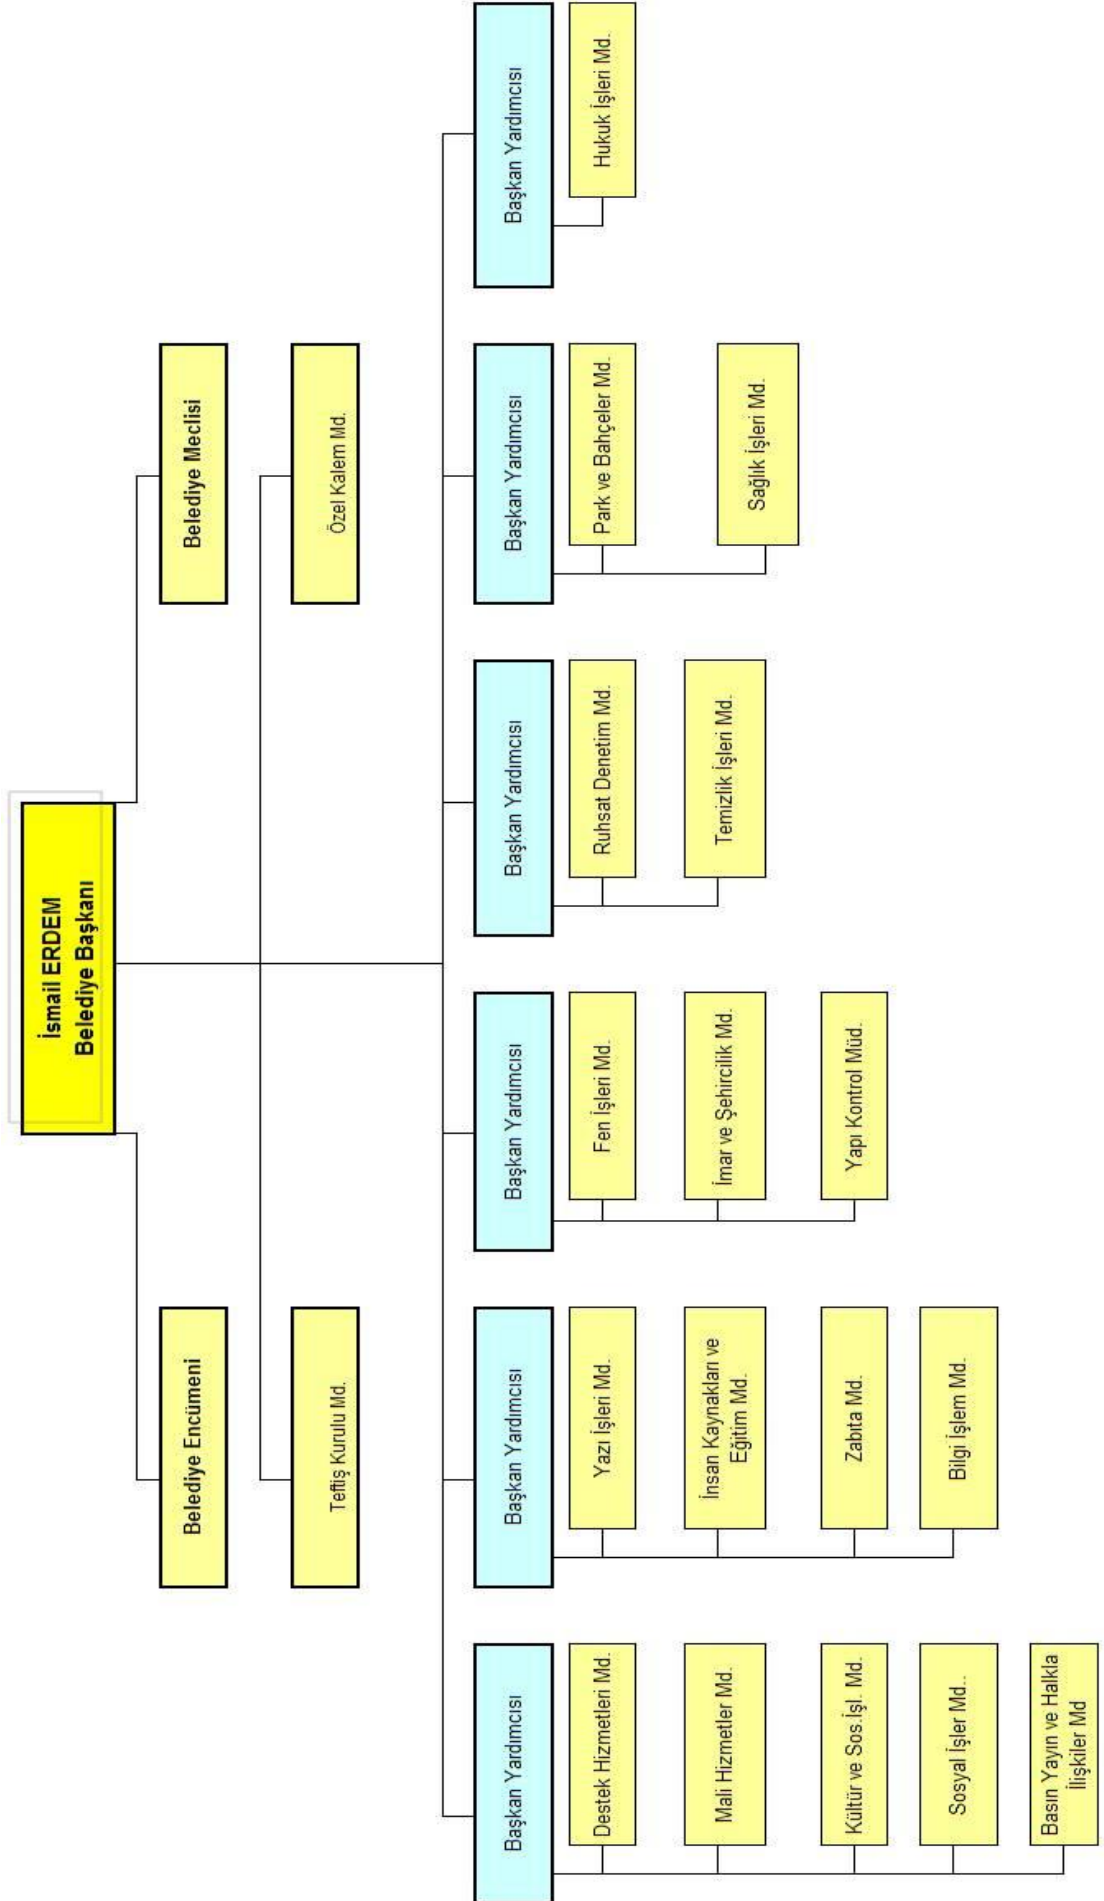 İsmail ERDEM
Belediye Başkanı
Belediye Encümeni
Belediye Meclisi
Teftiş Kurulu Md.
Özel Kalem Md.
Başkan Yardımcısı
Destek Hizmetleri Md.
Mali Hizmetler Md.
Kültür ve Sos.İşl. Md.
Sosyal İşler Md..
Basın Yayın ve Halkla
İlişkiler Md
Başkan Yardımcısı
Yazı İşleri Md.
İnsan Kaynakları ve
Eğitim Md.
Zabıta Md.
Bilgi İşlem Md.
Başkan Yardımcısı
Fen İşleri Md.
İmar ve Şehircilik Md.
Yapı Kontrol Müd.
Başkan Yardımcısı
Ruhsat Denetim Md.
Temizlik İşleri Md.
Başkan Yardımcısı
Park ve Bahçeler Md.
Sağlık İşleri Md.
Başkan Yardımcısı
Hukuk İşleri Md.